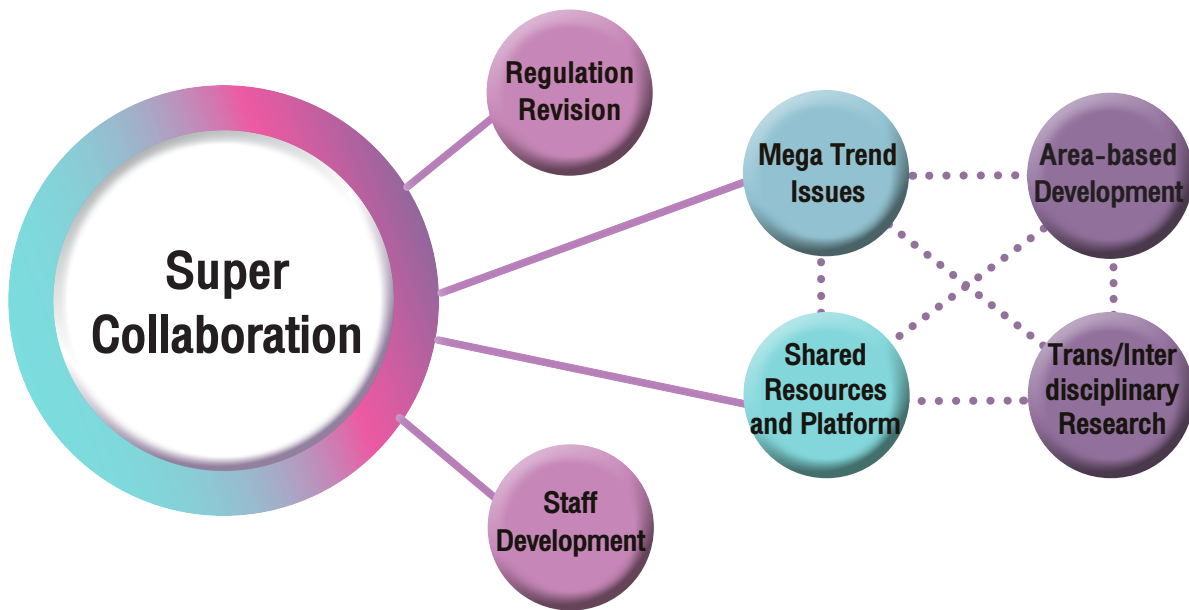 Super
Collaboration
Regulation
Revision
Mega Trend
Issues
Area-based
Development
Shared
Resources
and Platform
Trans/Inter
disciplinary
Research
Staff
Development